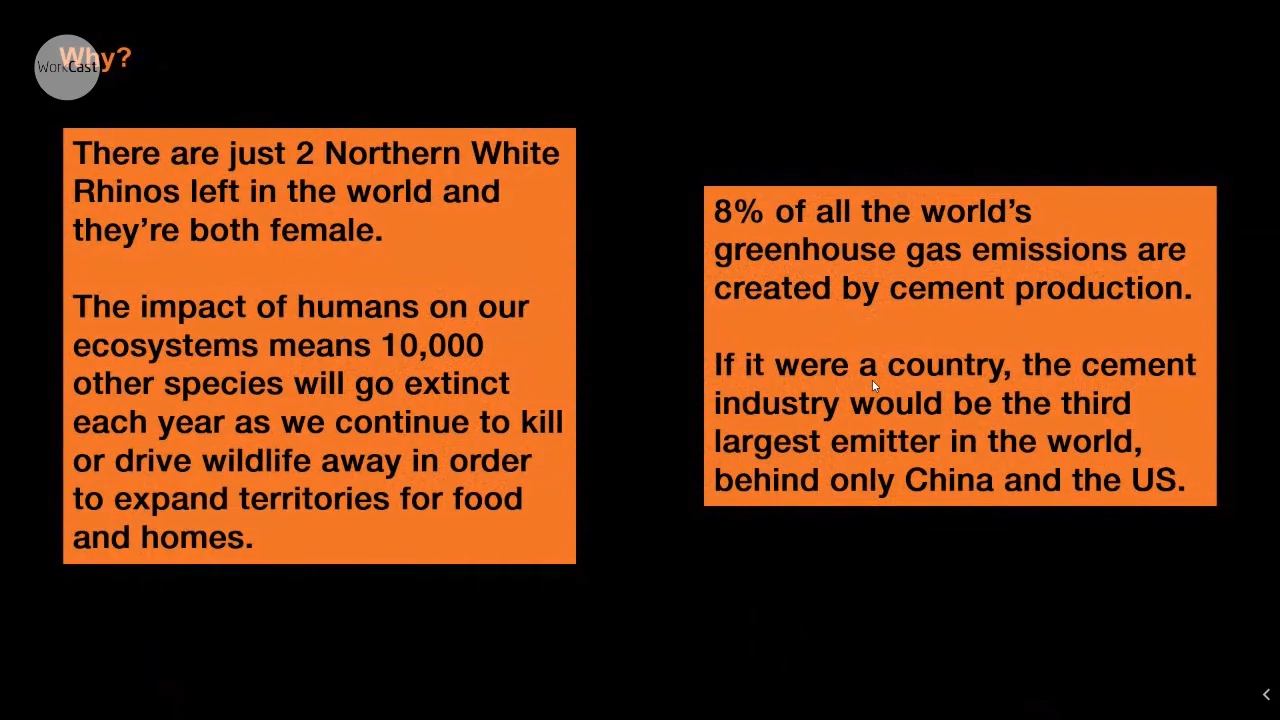 Why?
WorkCast
There are just 2 Northern White
Rhinos left in the world and
they’re both female.
The impact of humans on our
ecosystems means 10,000
other species will go extinct
each year as we continue to kill
or drive wildlife away in order
to expand territories for food
and homes.
8% of all the world’s
greenhouse gas emissions are
created by cement production.
If it were a country, the cement
industry would be the third
largest emitter in the world,
behind only China and the US.